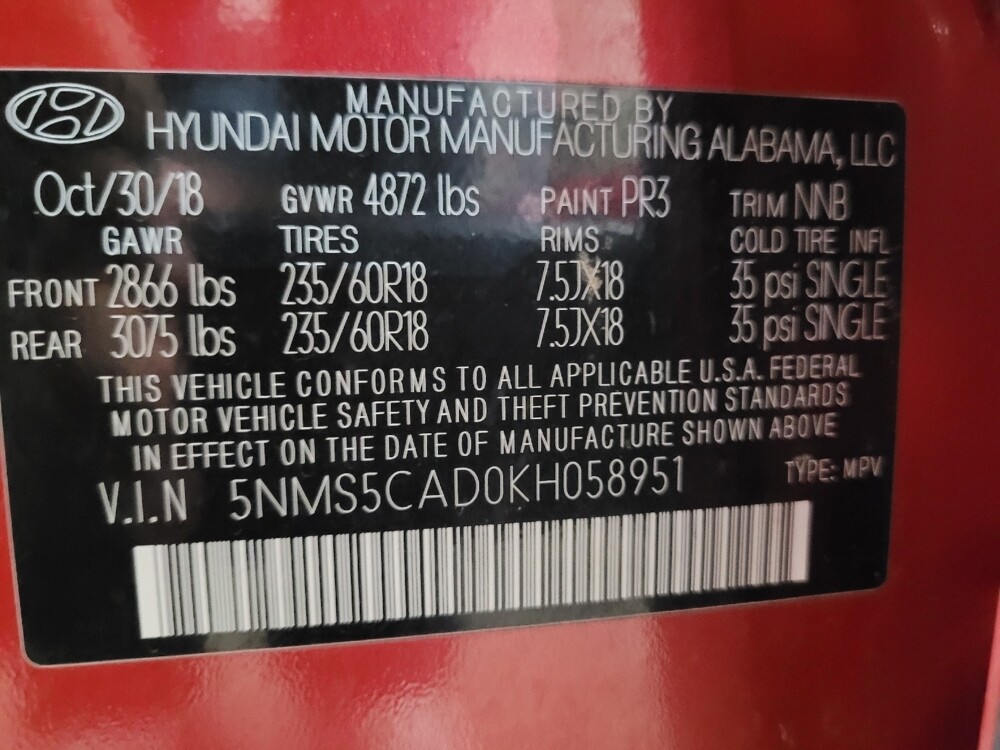 MANUFACTURED BY
HYUNDAI MOTOR MANUFACTURING ALABAMA, LLC
Oct/30/18 GVWR 4872 lbs PAINT PR3 TRIM NNB
GAWR TIRES RIMS COLD TIRE INFL
FRONT 2866 lbs 235/60R18 7.5JX18 35 psi SINGLE
REAR 3075 lbs 235/60R18 7.5JX18 35 psi SINGLE
THIS VEHICLE CONFORMS TO ALL APPLICABLE U.S.A. FEDERAL
MOTOR VEHICLE SAFETY AND THEFT PREVENTION STANDARDS
IN EFFECT ON THE DATE OF MANUFACTURE SHOWN ABOVE
V.I.N 5NMS5CAD0KH058951 TYPE: MPV